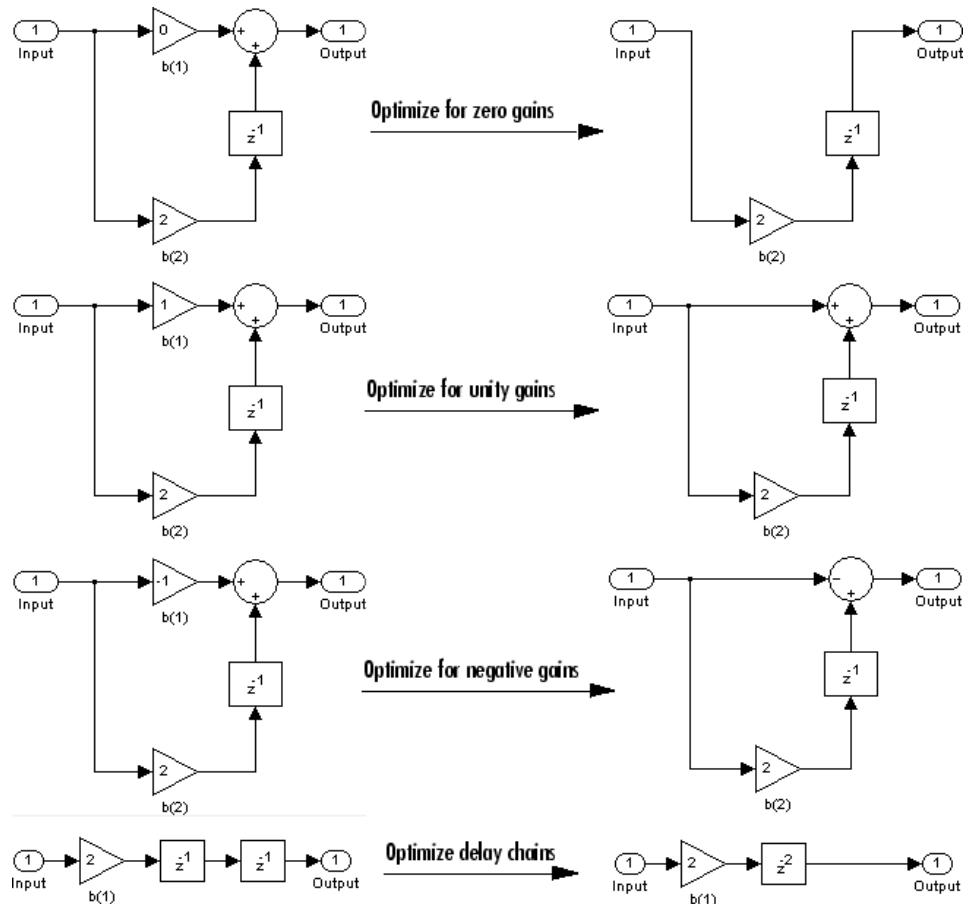 1 0 + 1 1 1
Input b(1) + Output Input Output
Optimize for zero gains
z-1 z-1
2 2
b(2) b(2)
1 1 + 1 1 + 1
Input b(1) + Output Input + Output
Optimize for unity gains
z-1 z-1
2 2
b(2) b(2)
1 -1 + 1 1 − 1
Input b(1) + Output Input + Output
Optimize for negative gains
z-1 z-1
2 2
b(2) b(2)
1 2 z-1 z-1 1 Optimize delay chains 1 2 z-2 1
Input b(1) Output Input b(1) Output